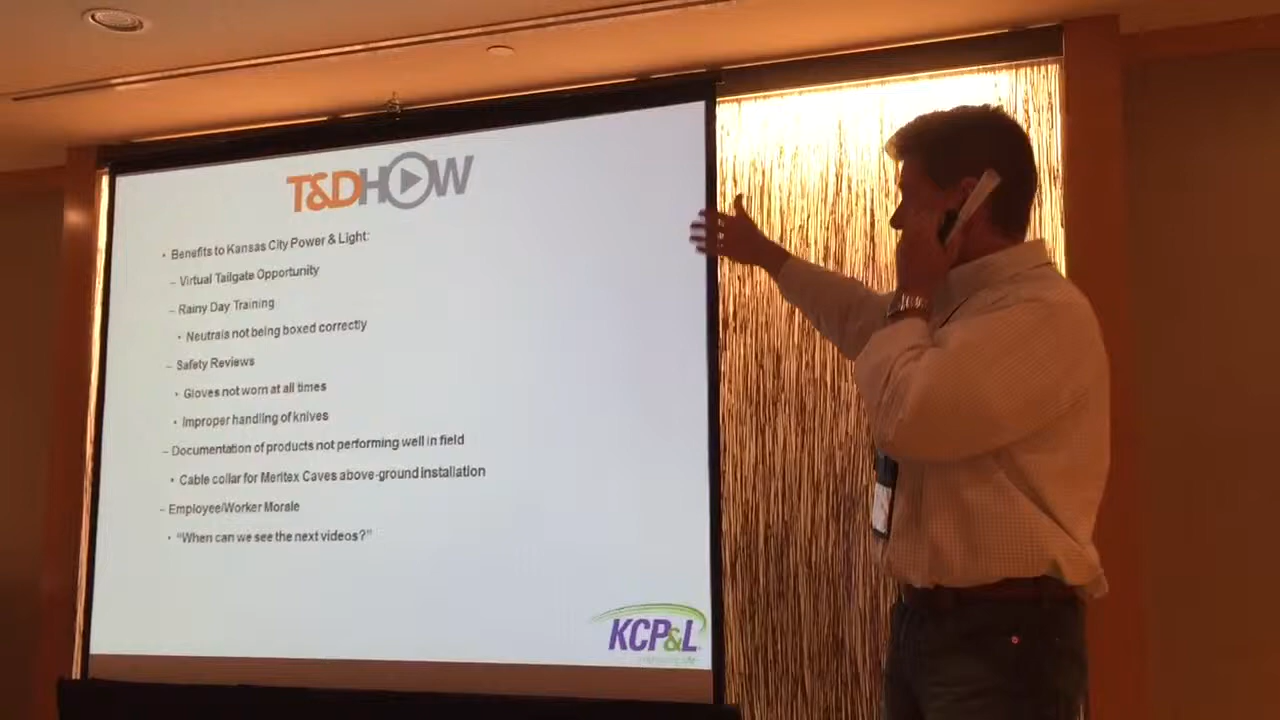 T&DHOW
• Benefits to Kansas City Power & Light:
– Virtual Tailgate Opportunity
– Rainy Day Training
• Neutrals not being boxed correctly
– Safety Reviews
• Gloves not worn at all times
• Improper handling of knives
– Documentation of products not performing well in field
• Cable collar for Meritex Caves above-ground installation
– Employee/Worker Morale
• “When can we see the next videos?”
KCP&L